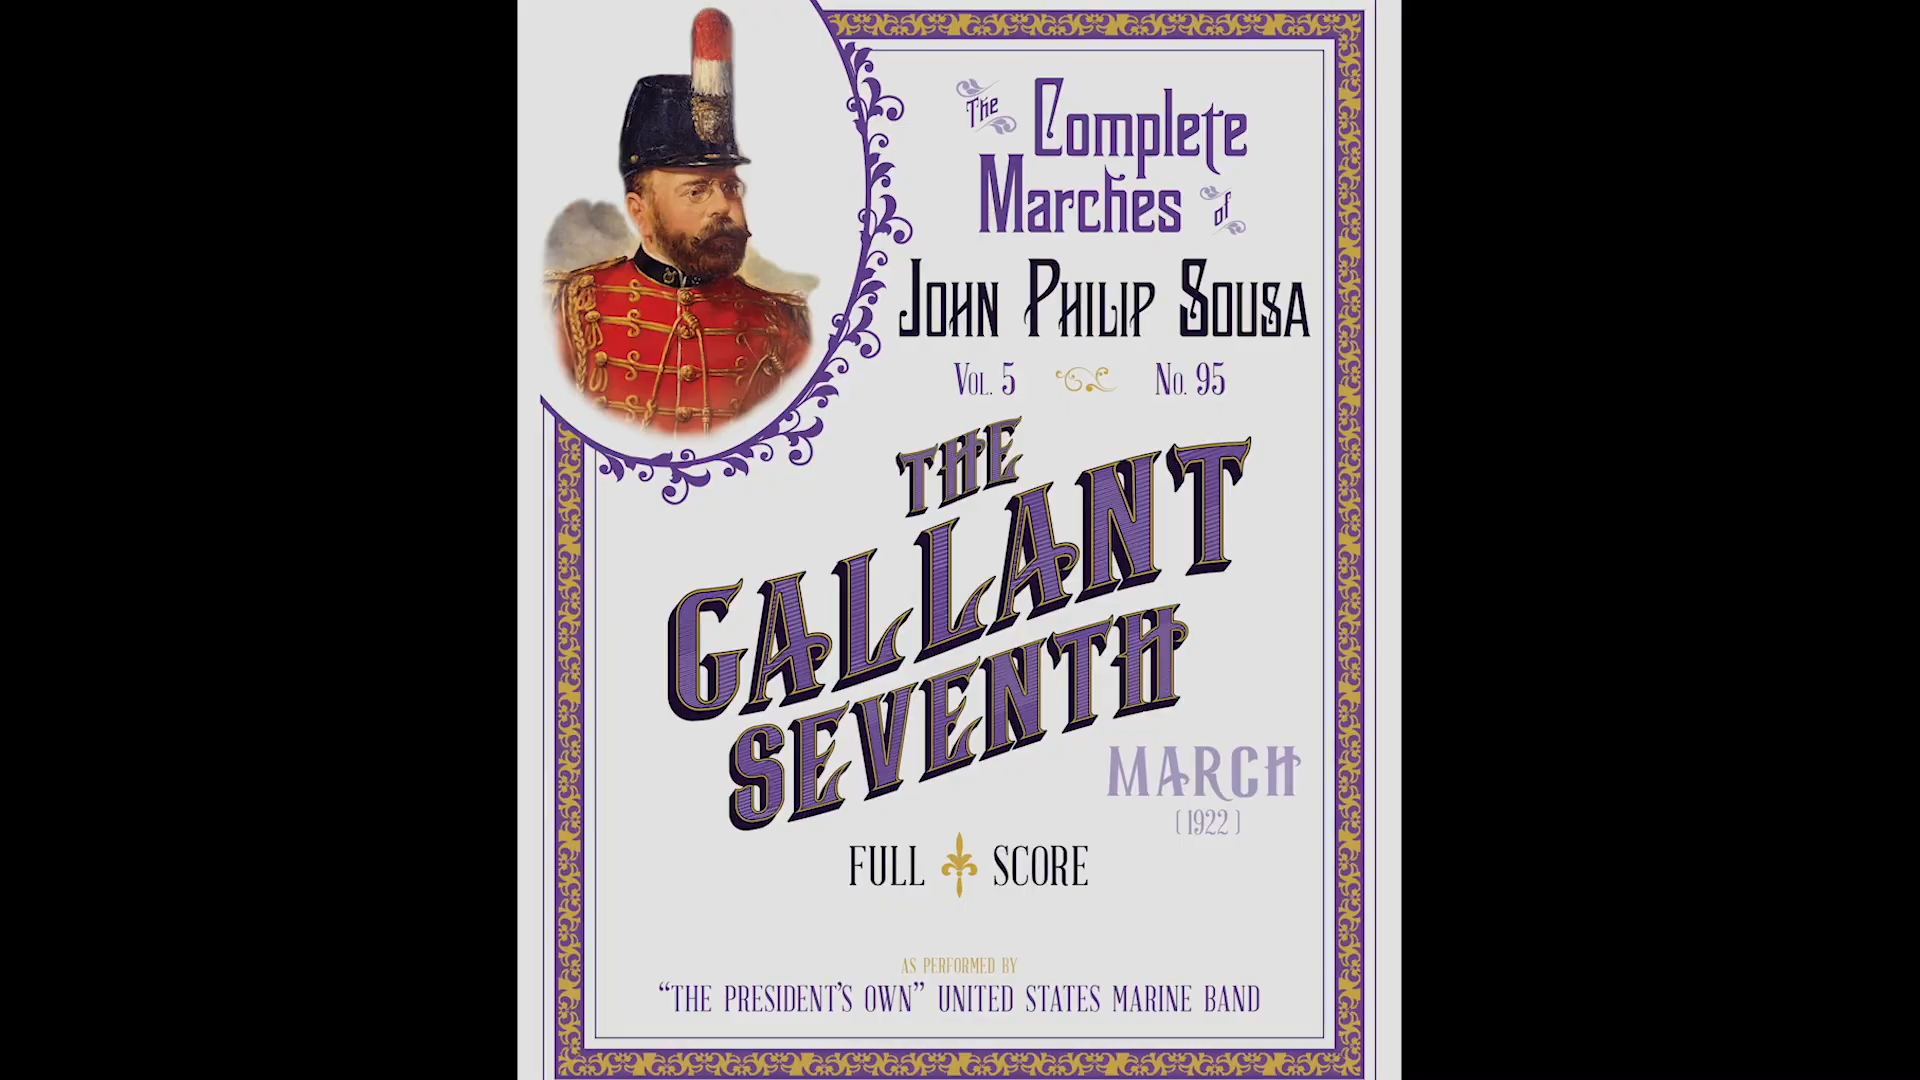 The Complete
Marches of
John Philip Sousa
Vol. 5 No. 95
THE
GALLANT
SEVENTH
MARCH
(1922)
FULL SCORE
AS PERFORMED BY
“THE PRESIDENT’S OWN” UNITED STATES MARINE BAND